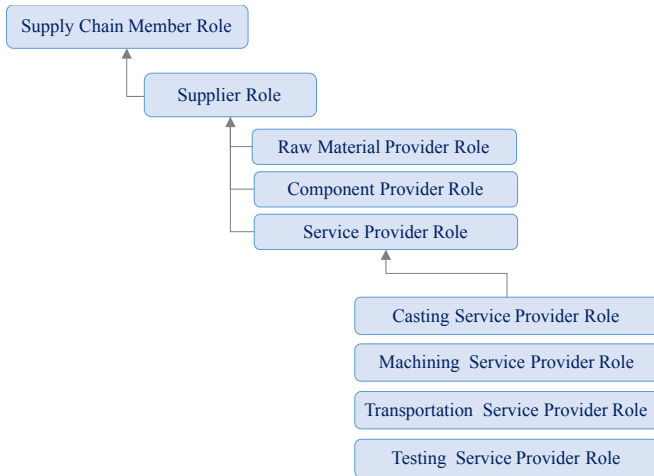 Supply Chain Member Role
Supplier Role
Raw Material Provider Role
Component Provider Role
Service Provider Role
Casting Service Provider Role
Machining  Service Provider Role
Transportation  Service Provider Role
Testing  Service Provider Role